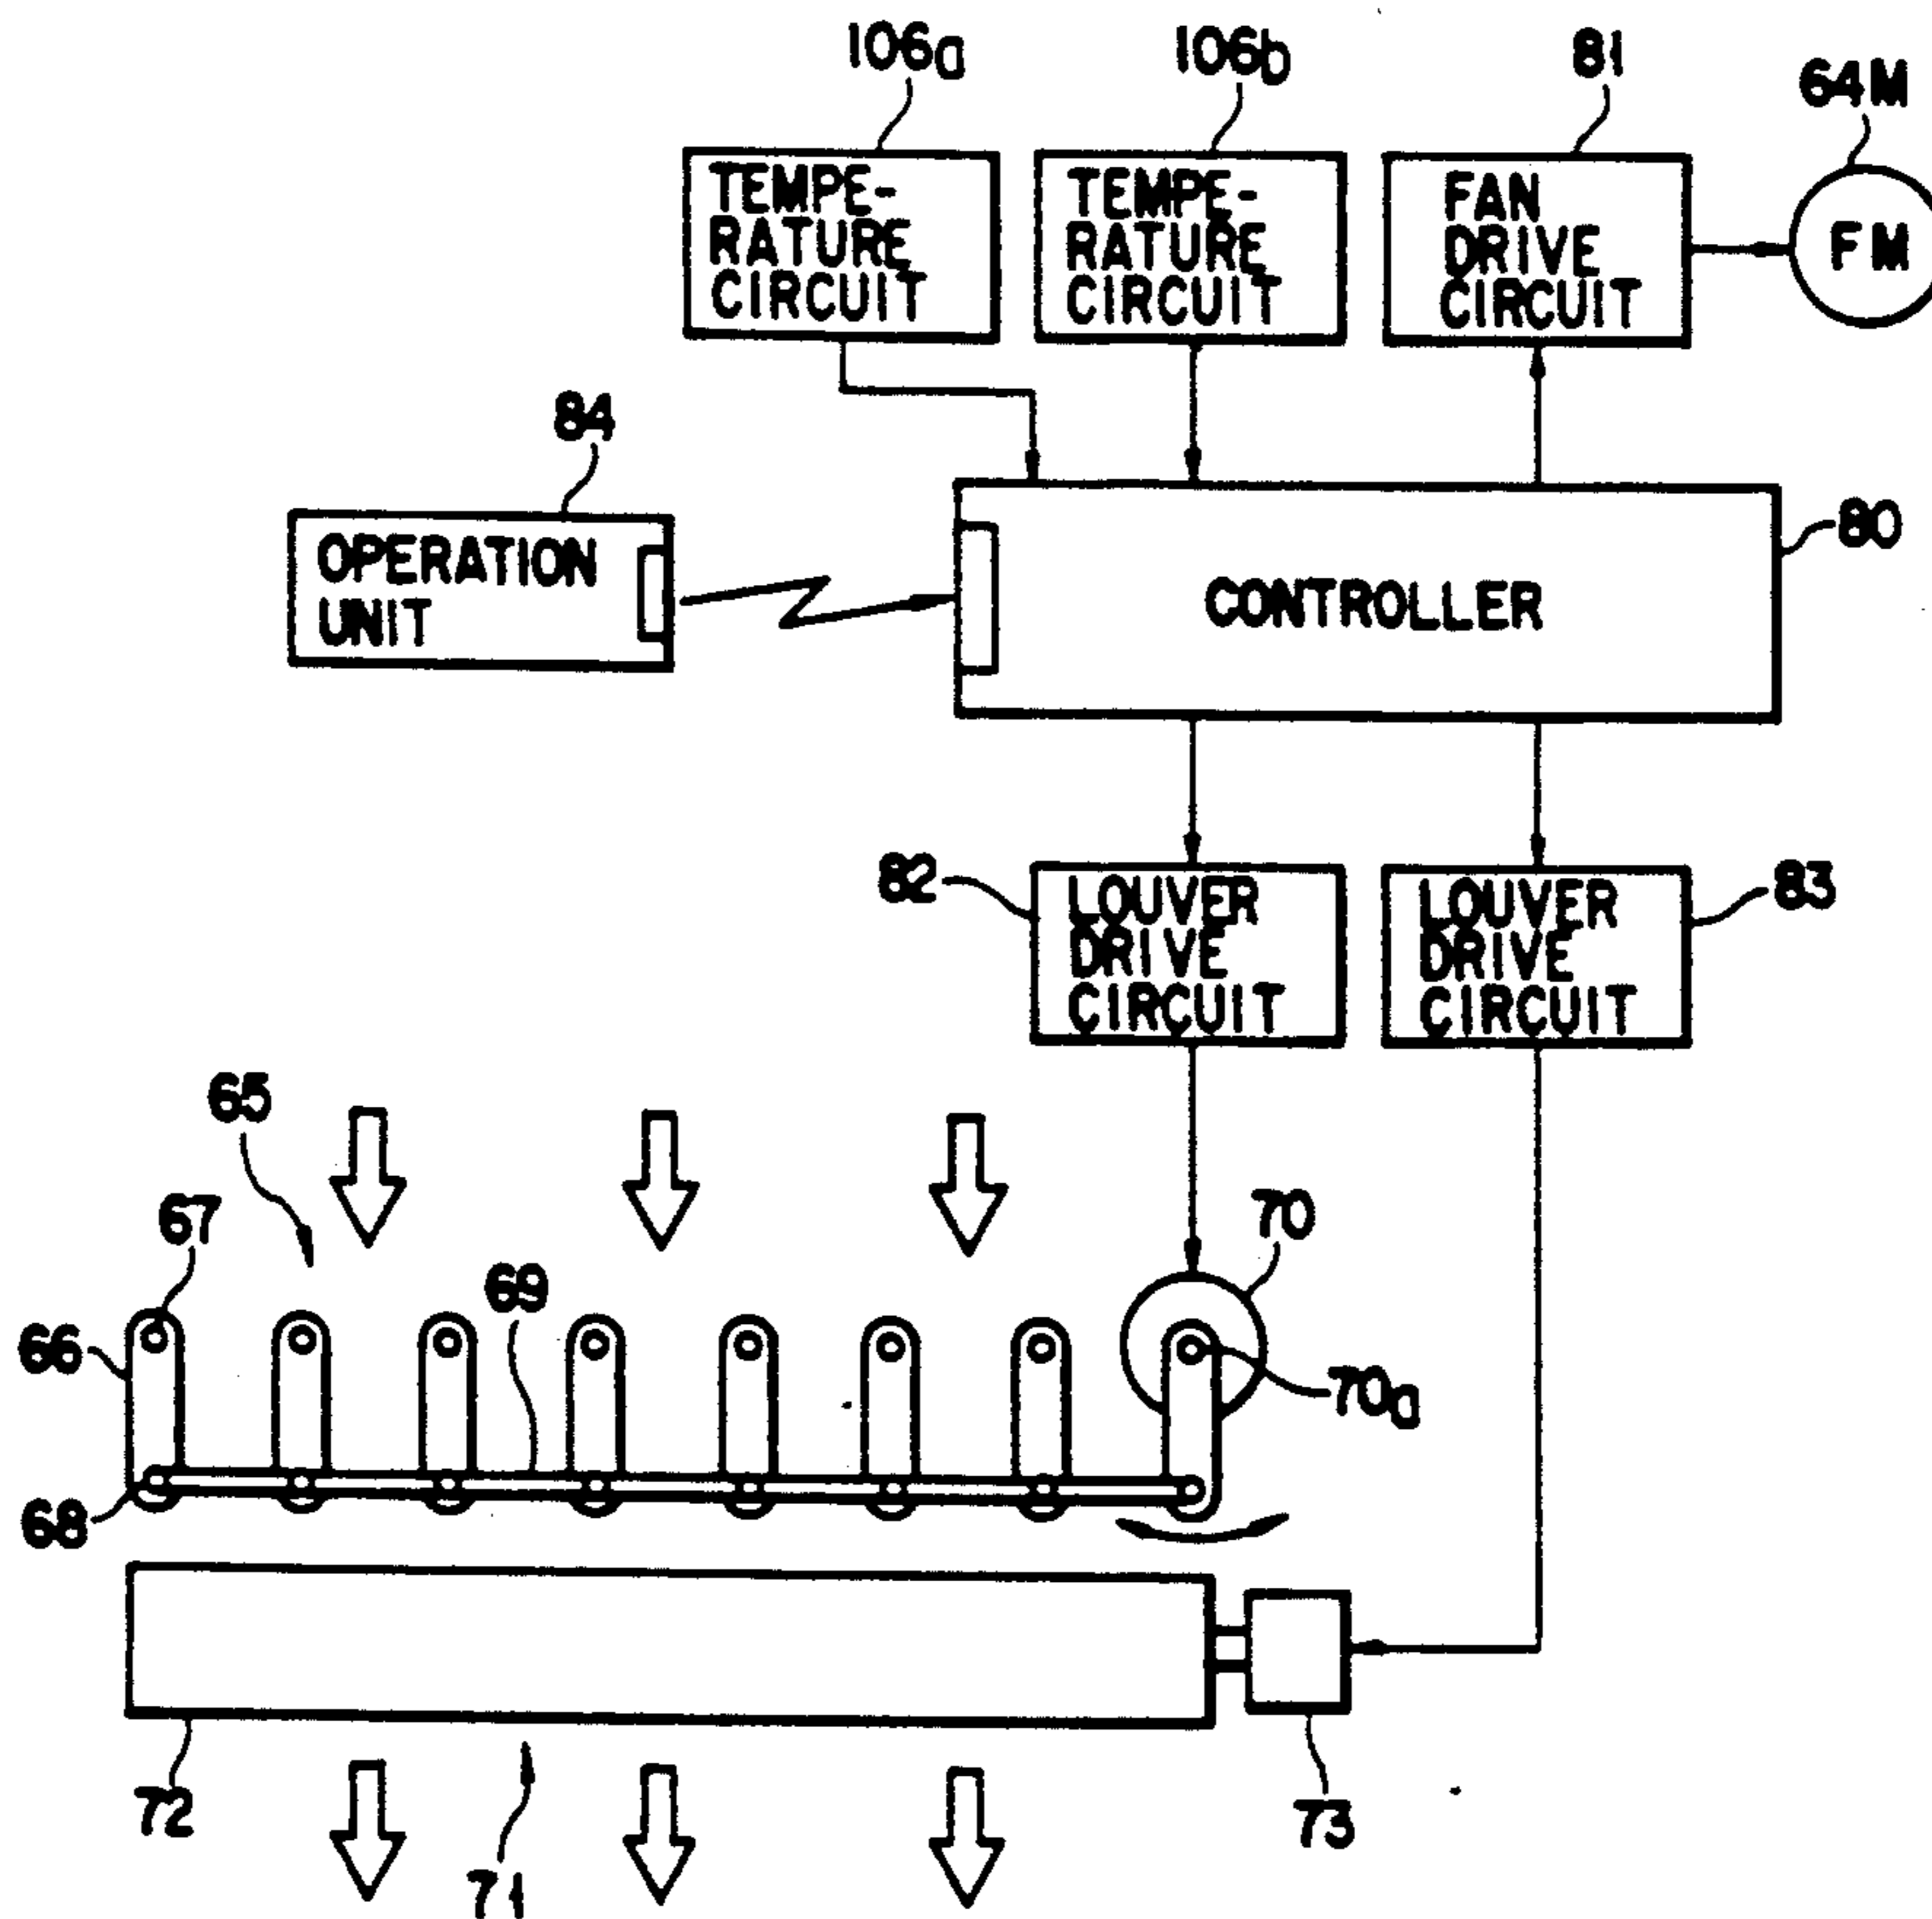 106a
106b
81
64M
TEMPE-
RATURE
CIRCUIT
TEMPE-
RATURE
CIRCUIT
FAN
DRIVE
CIRCUIT
FM
84
OPERATION
UNIT
CONTROLLER
80
82
LOUVER
DRIVE
CIRCUIT
LOUVER
DRIVE
CIRCUIT
83
65
67
69
70
66
70a
68
72
71
73